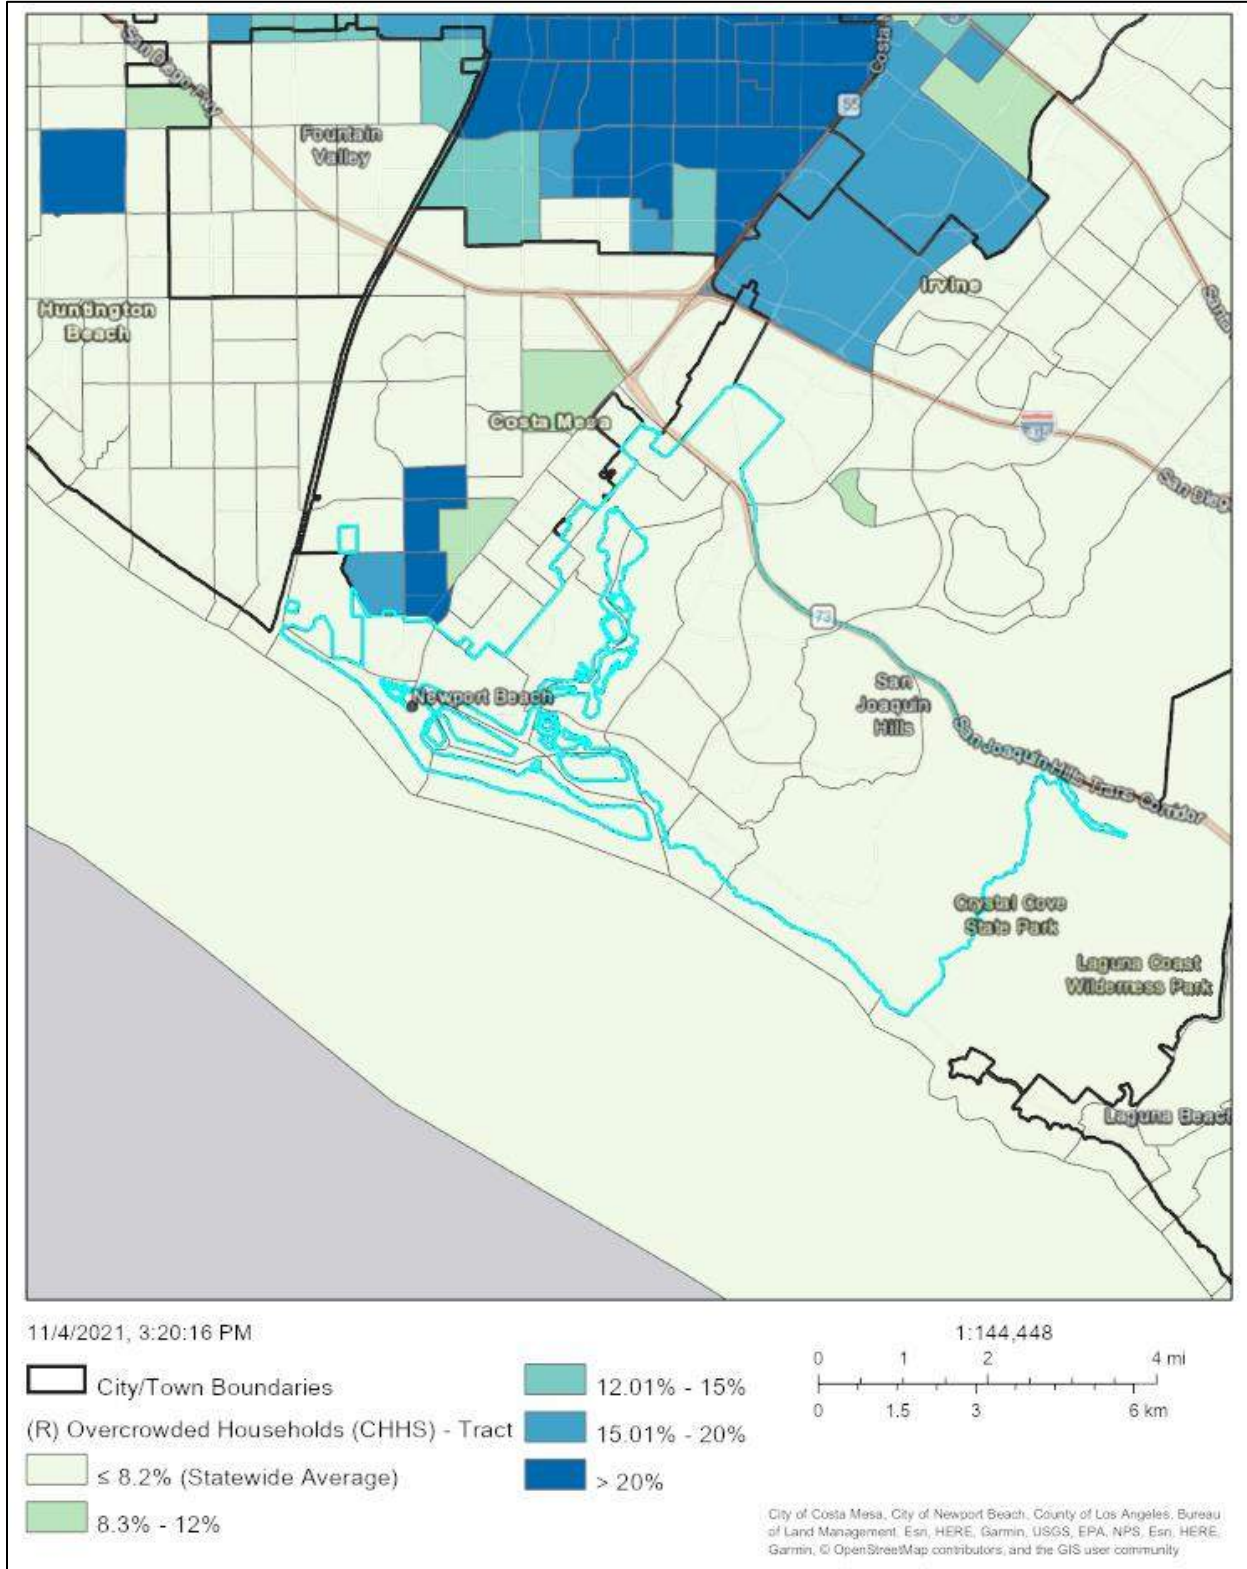 San Diego Fwy
Costa
55
Fountain
Valley
Irvine
Santa
Huntington
Beach
Costa Mesa
San Dieg
73
Newport Beach
San
Joaquin
Hills
San Joaquin Hills Trans Corridor
Crystal Cove
State Park
Laguna Coast
Wilderness Park
Laguna Beach
11/4/2021, 3:20:16 PM
City/Town Boundaries
(R) Overcrowded Households (CHHS) - Tract
≤ 8.2% (Statewide Average)
8.3% - 12%
12.01% - 15%
15.01% - 20%
> 20%
1:144,448
0 1 2 4 mi
0 1.5 3 6 km
City of Costa Mesa, City of Newport Beach, County of Los Angeles, Bureau
of Land Management, Esri, HERE, Garmin, USGS, EPA, NPS, Esri, HERE,
Garmin, © OpenStreetMap contributors, and the GIS user community